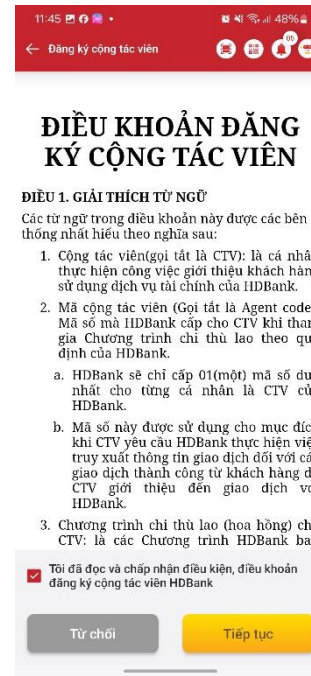 11:45
48%
Đăng ký cộng tác viên
65
ĐIỀU KHOẢN ĐĂNG
KÝ CỘNG TÁC VIÊN
ĐIỀU 1. GIẢI THÍCH TỪ NGỮ
Các từ ngữ trong điều khoản này được các bên
thống nhất hiểu theo nghĩa sau:
1. Cộng tác viên(gọi tắt là CTV): là cá nhâ
thực hiện công việc giới thiệu khách hàn
sử dụng dịch vụ tài chính của HDBank.
2. Mã cộng tác viên (Gọi tắt là Agent code
Mã số mà HDBank cấp cho CTV khi tham
gia Chương trình chi thù lao theo qu
định của HDBank.
a. HDBank sẽ chỉ cấp 01(một) mã số du
nhất cho từng cá nhân là CTV củ
HDBank.
b. Mã số này được sử dụng cho mục đíc
khi CTV yêu cầu HDBank thực hiện việ
truy xuất thông tin giao dịch đối với cá
giao dịch thành công từ khách hàng d
CTV giới thiệu đến giao dịch vớ
HDBank.
3. Chương trình chi thù lao (hoa hồng) ch
CTV: là các Chương trình HDBank ba
Tôi đã đọc và chấp nhận điều kiện, điều khoản
đăng ký cộng tác viên HDBank
Từ chối
Tiếp tục